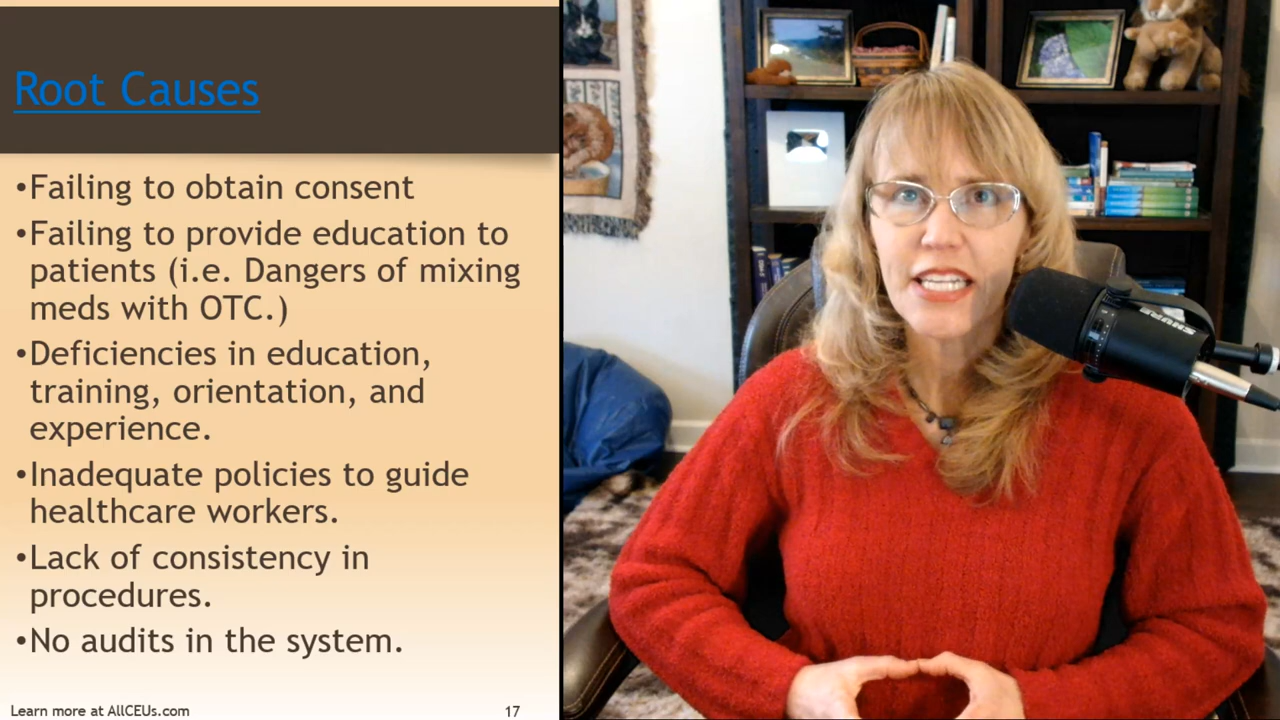 Root Causes
•Failing to obtain consent
•Failing to provide education to
patients (i.e. Dangers of mixing
meds with OTC.)
•Deficiencies in education,
training, orientation, and
experience.
•Inadequate policies to guide
healthcare workers.
•Lack of consistency in
procedures.
•No audits in the system.
Learn more at AllCEUs.com
17
SHURE